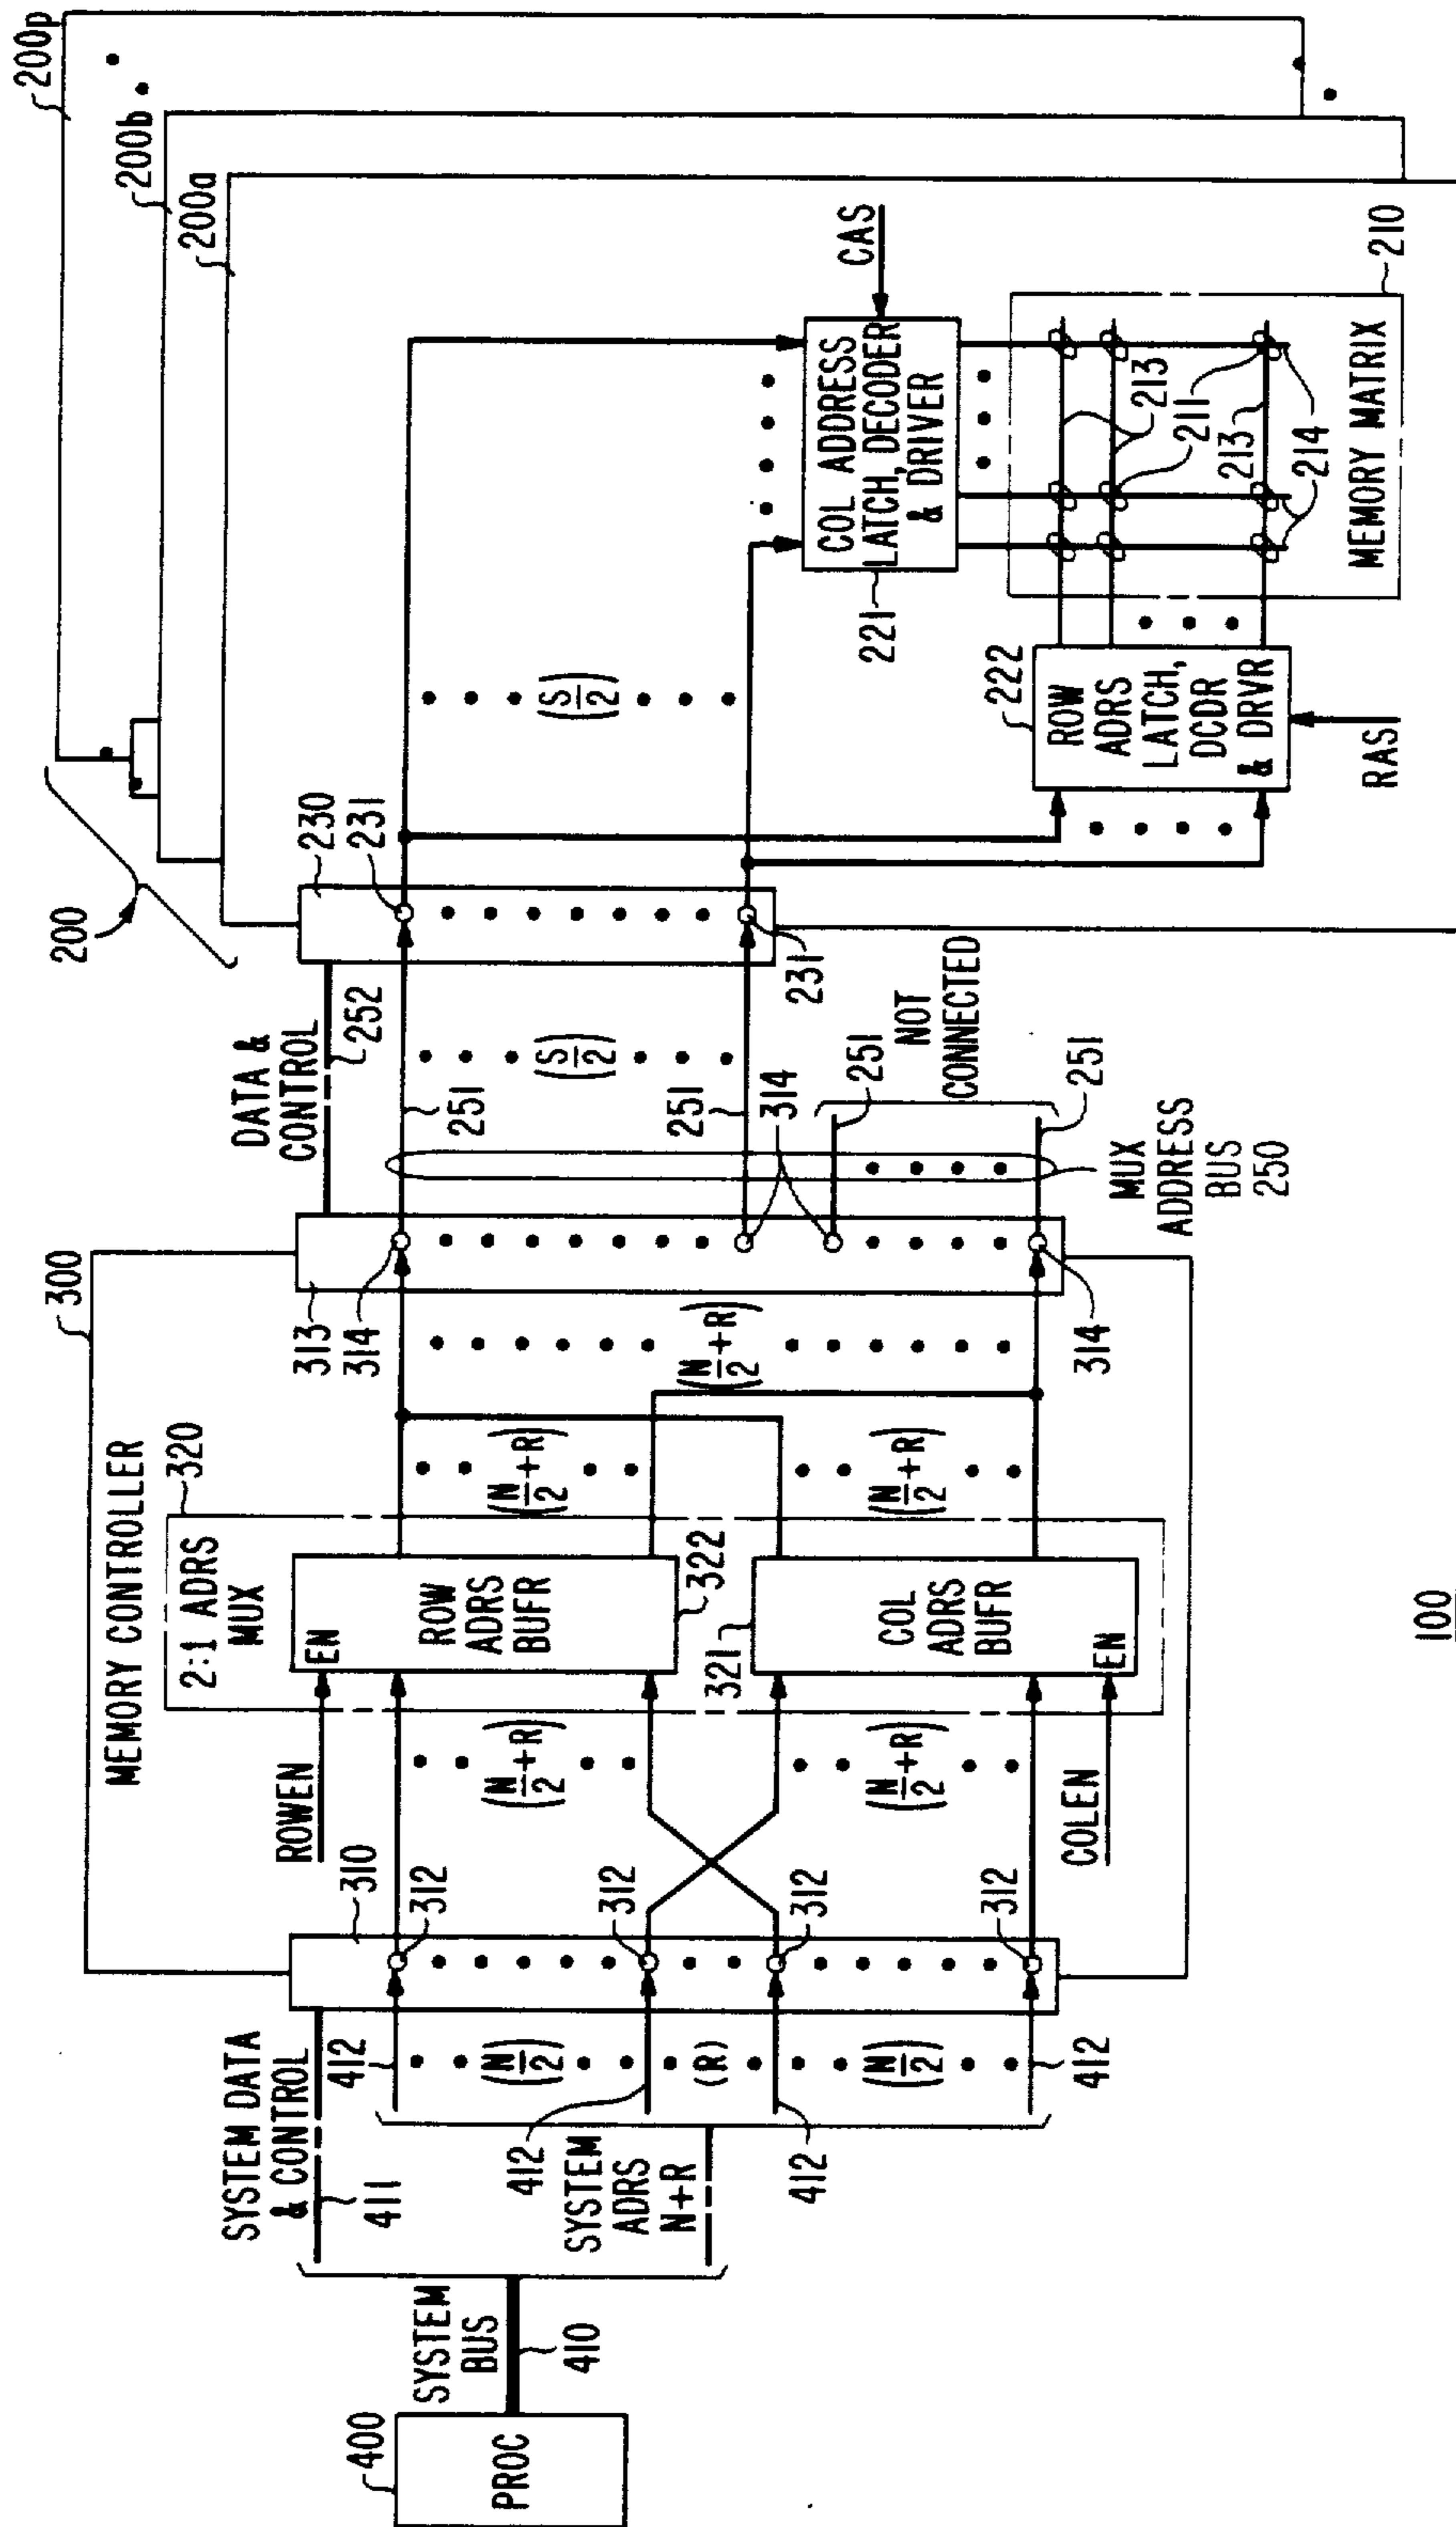 400
PROC
SYSTEM
BUS
410
SYSTEM DATA
& CONTROL
411
412
(N/2)
412
SYSTEM
ADRS
N+R
(R)
412
(N/2)
412
310
312
312
312
312
MEMORY CONTROLLER
300
ROWEN
(N/2+R)
(N/2+R)
COLEN
2:1 ADRS
MUX
320
EN
ROW
ADRS
BUFR
322
321
COL
ADRS
BUFR
EN
(N/2+R)
(N/2+R)
313
314
(N/2+R)
314
314
DATA &
CONTROL
252
251
(S/2)
251
251
NOT
CONNECTED
251
MUX
ADDRESS
BUS
250
200
230
231
231
200a
200b
200p
(S/2)
222
ROW
ADRS
LATCH,
DCDR
& DRVR
RAS
221
COL ADDRESS
LATCH, DECODER
& DRIVER
CAS
213
211
213
214
MEMORY MATRIX
210
100